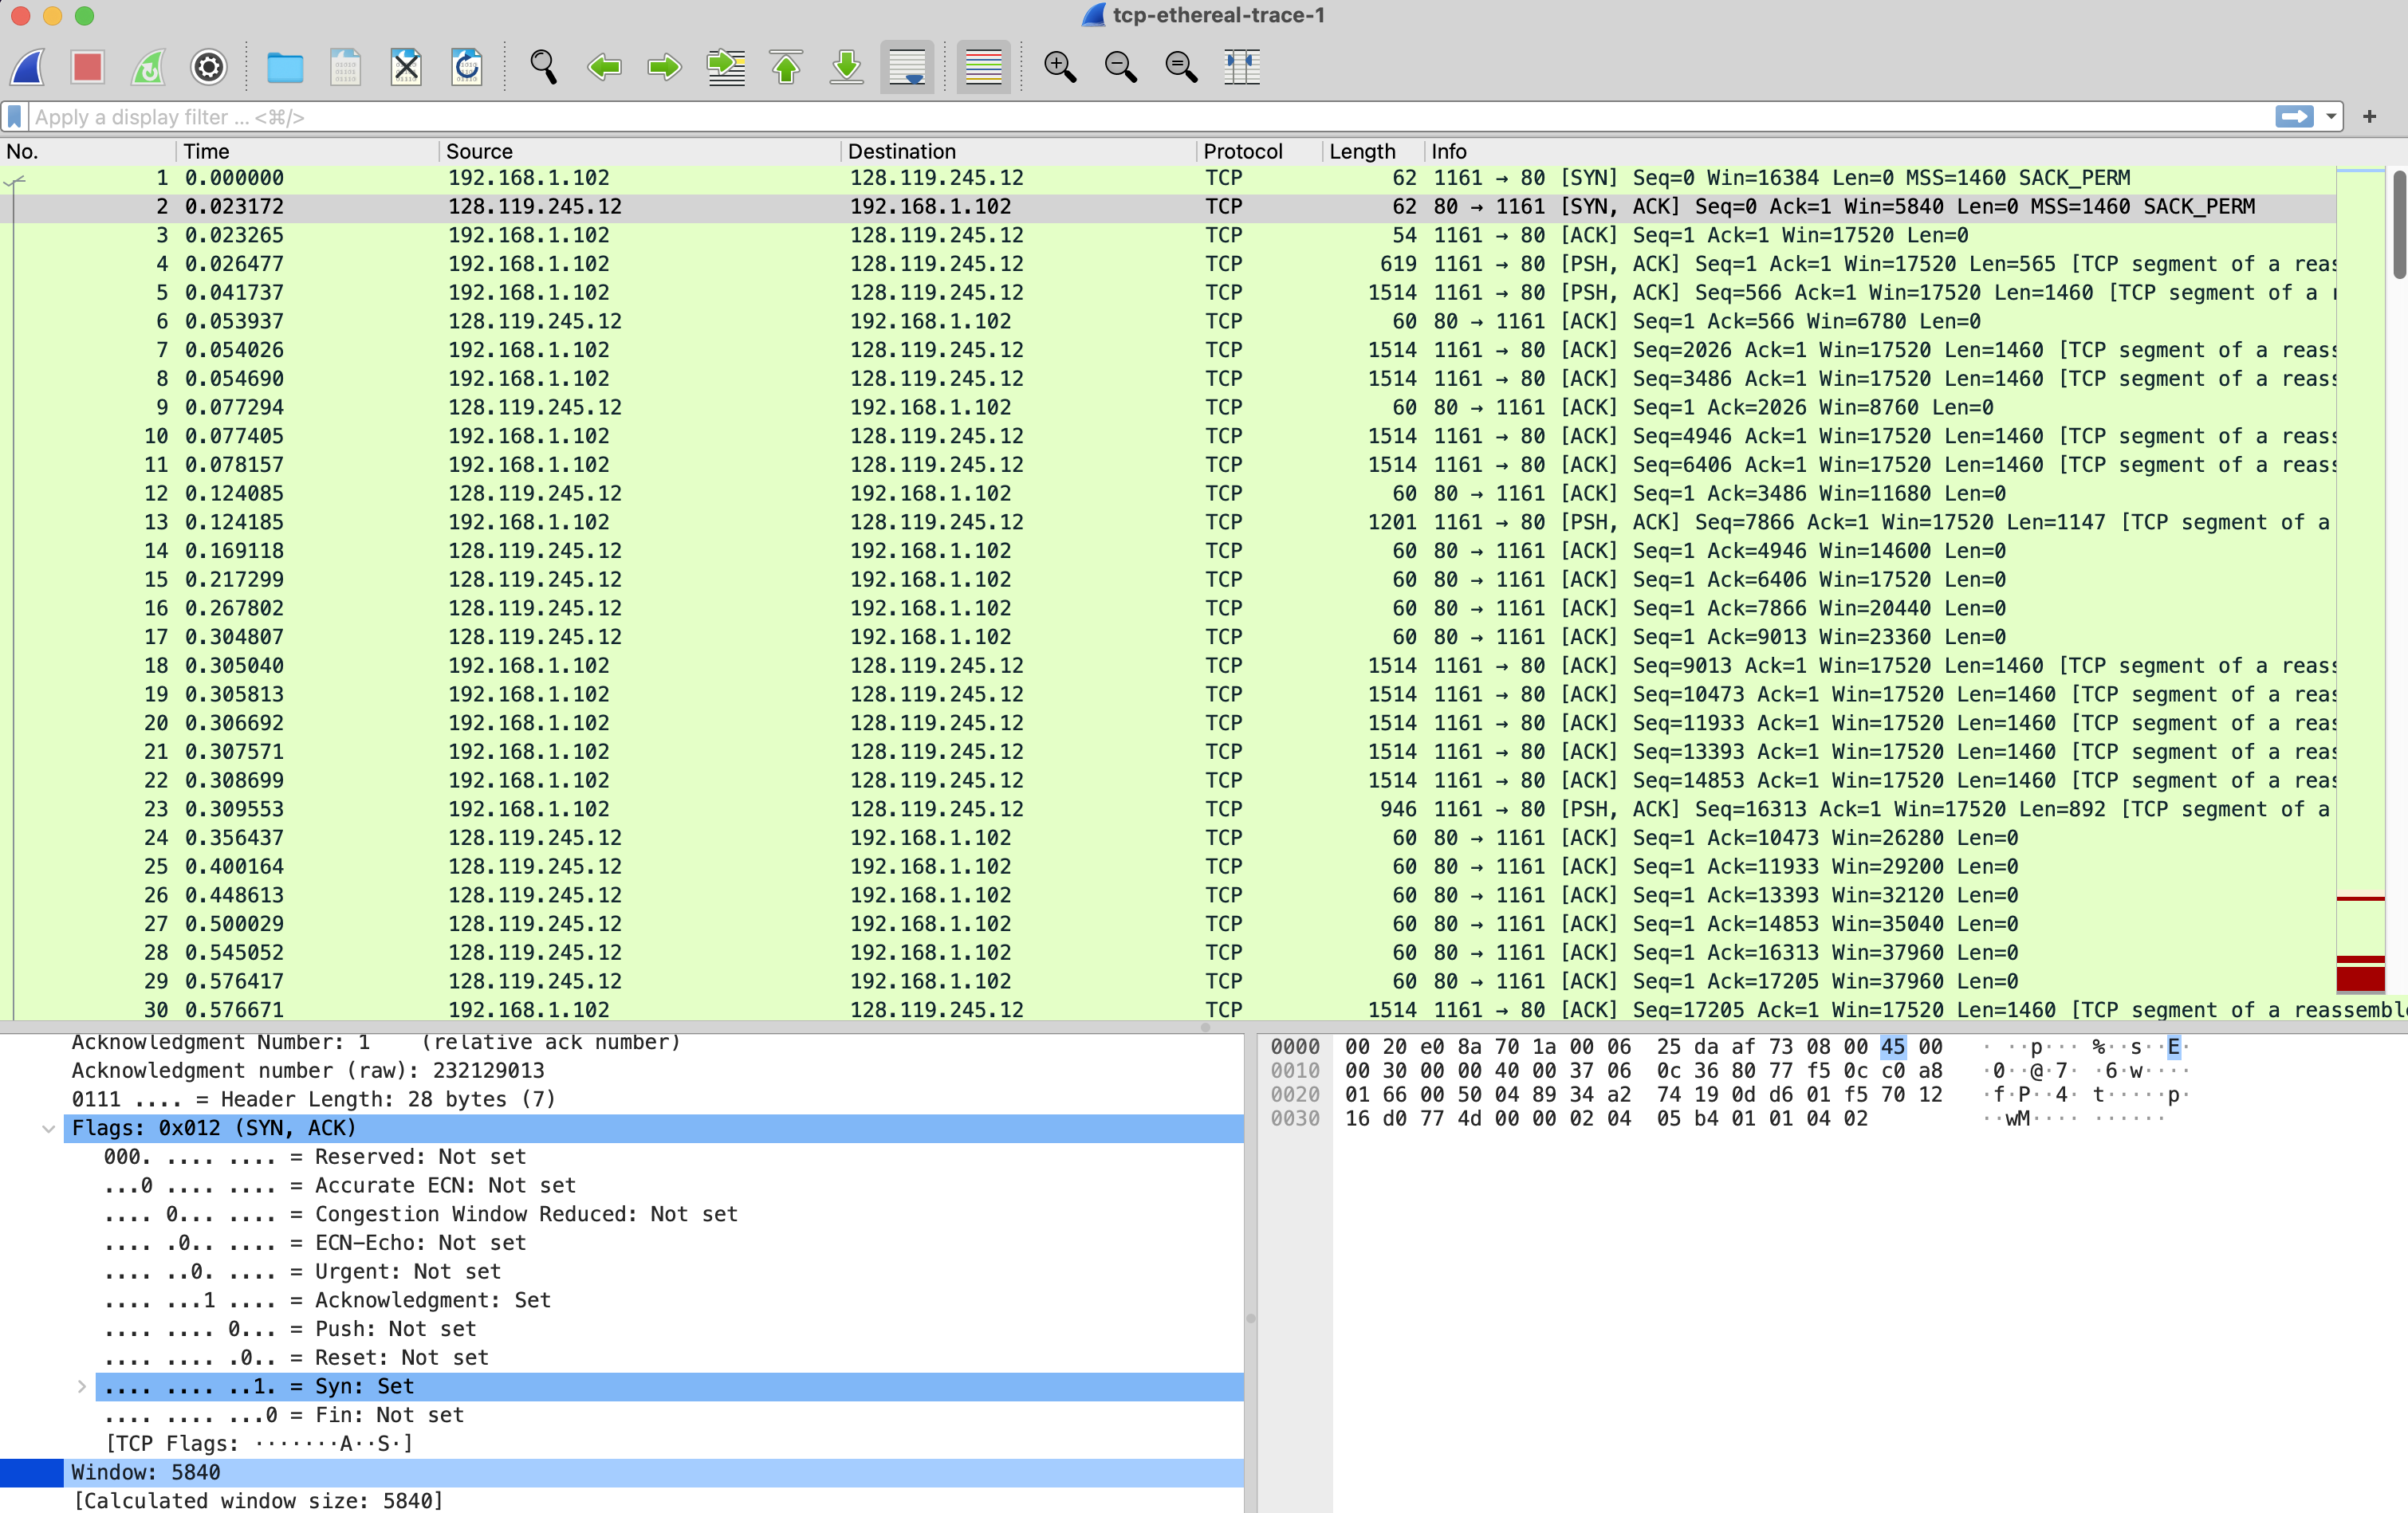 tcp-ethereal-trace-1
Apply a display filter ... <⌘/>
No. Time Source Destination Protocol Length Info
1 0.000000 192.168.1.102 128.119.245.12 TCP 62 1161 → 80 [SYN] Seq=0 Win=16384 Len=0 MSS=1460 SACK_PERM
2 0.023172 128.119.245.12 192.168.1.102 TCP 62 80 → 1161 [SYN, ACK] Seq=0 Ack=1 Win=5840 Len=0 MSS=1460 SACK_PERM
3 0.023265 192.168.1.102 128.119.245.12 TCP 54 1161 → 80 [ACK] Seq=1 Ack=1 Win=17520 Len=0
4 0.026477 192.168.1.102 128.119.245.12 TCP 619 1161 → 80 [PSH, ACK] Seq=1 Ack=1 Win=17520 Len=565 [TCP segment of a reas
5 0.041737 192.168.1.102 128.119.245.12 TCP 1514 1161 → 80 [PSH, ACK] Seq=566 Ack=1 Win=17520 Len=1460 [TCP segment of a r
6 0.053937 128.119.245.12 192.168.1.102 TCP 60 80 → 1161 [ACK] Seq=1 Ack=566 Win=6780 Len=0
7 0.054026 192.168.1.102 128.119.245.12 TCP 1514 1161 → 80 [ACK] Seq=2026 Ack=1 Win=17520 Len=1460 [TCP segment of a reass
8 0.054690 192.168.1.102 128.119.245.12 TCP 1514 1161 → 80 [ACK] Seq=3486 Ack=1 Win=17520 Len=1460 [TCP segment of a reass
9 0.077294 128.119.245.12 192.168.1.102 TCP 60 80 → 1161 [ACK] Seq=1 Ack=2026 Win=8760 Len=0
10 0.077405 192.168.1.102 128.119.245.12 TCP 1514 1161 → 80 [ACK] Seq=4946 Ack=1 Win=17520 Len=1460 [TCP segment of a reass
11 0.078157 192.168.1.102 128.119.245.12 TCP 1514 1161 → 80 [ACK] Seq=6406 Ack=1 Win=17520 Len=1460 [TCP segment of a reass
12 0.124085 128.119.245.12 192.168.1.102 TCP 60 80 → 1161 [ACK] Seq=1 Ack=3486 Win=11680 Len=0
13 0.124185 192.168.1.102 128.119.245.12 TCP 1201 1161 → 80 [PSH, ACK] Seq=7866 Ack=1 Win=17520 Len=1147 [TCP segment of a
14 0.169118 128.119.245.12 192.168.1.102 TCP 60 80 → 1161 [ACK] Seq=1 Ack=4946 Win=14600 Len=0
15 0.217299 128.119.245.12 192.168.1.102 TCP 60 80 → 1161 [ACK] Seq=1 Ack=6406 Win=17520 Len=0
16 0.267802 128.119.245.12 192.168.1.102 TCP 60 80 → 1161 [ACK] Seq=1 Ack=7866 Win=20440 Len=0
17 0.304807 128.119.245.12 192.168.1.102 TCP 60 80 → 1161 [ACK] Seq=1 Ack=9013 Win=23360 Len=0
18 0.305040 192.168.1.102 128.119.245.12 TCP 1514 1161 → 80 [ACK] Seq=9013 Ack=1 Win=17520 Len=1460 [TCP segment of a reass
19 0.305813 192.168.1.102 128.119.245.12 TCP 1514 1161 → 80 [ACK] Seq=10473 Ack=1 Win=17520 Len=1460 [TCP segment of a reas
20 0.306692 192.168.1.102 128.119.245.12 TCP 1514 1161 → 80 [ACK] Seq=11933 Ack=1 Win=17520 Len=1460 [TCP segment of a reas
21 0.307571 192.168.1.102 128.119.245.12 TCP 1514 1161 → 80 [ACK] Seq=13393 Ack=1 Win=17520 Len=1460 [TCP segment of a reas
22 0.308699 192.168.1.102 128.119.245.12 TCP 1514 1161 → 80 [ACK] Seq=14853 Ack=1 Win=17520 Len=1460 [TCP segment of a reas
23 0.309553 192.168.1.102 128.119.245.12 TCP 946 1161 → 80 [PSH, ACK] Seq=16313 Ack=1 Win=17520 Len=892 [TCP segment of a
24 0.356437 128.119.245.12 192.168.1.102 TCP 60 80 → 1161 [ACK] Seq=1 Ack=10473 Win=26280 Len=0
25 0.400164 128.119.245.12 192.168.1.102 TCP 60 80 → 1161 [ACK] Seq=1 Ack=11933 Win=29200 Len=0
26 0.448613 128.119.245.12 192.168.1.102 TCP 60 80 → 1161 [ACK] Seq=1 Ack=13393 Win=32120 Len=0
27 0.500029 128.119.245.12 192.168.1.102 TCP 60 80 → 1161 [ACK] Seq=1 Ack=14853 Win=35040 Len=0
28 0.545052 128.119.245.12 192.168.1.102 TCP 60 80 → 1161 [ACK] Seq=1 Ack=16313 Win=37960 Len=0
29 0.576417 128.119.245.12 192.168.1.102 TCP 60 80 → 1161 [ACK] Seq=1 Ack=17205 Win=37960 Len=0
30 0.576671 192.168.1.102 128.119.245.12 TCP 1514 1161 → 80 [ACK] Seq=17205 Ack=1 Win=17520 Len=1460 [TCP segment of a reassembl
Acknowledgment Number: 1 (relative ack number)
Acknowledgment number (raw): 232129013
0111 .... = Header Length: 28 bytes (7)
Flags: 0x012 (SYN, ACK)
000. .... .... = Reserved: Not set
...0 .... .... = Accurate ECN: Not set
.... 0... .... = Congestion Window Reduced: Not set
.... .0.. .... = ECN-Echo: Not set
.... ..0. .... = Urgent: Not set
.... ...1 .... = Acknowledgment: Set
.... .... 0... = Push: Not set
.... .... .0.. = Reset: Not set
.... .... ..1. = Syn: Set
.... .... ...0 = Fin: Not set
[TCP Flags: ·······A··S·]
Window: 5840
[Calculated window size: 5840]
0000 00 20 e0 8a 70 1a 00 06 25 da af 73 08 00 45 00 · ··p··· %··s··E·
0010 00 30 00 00 40 00 37 06 0c 36 80 77 f5 0c c0 a8 ·0··@·7· ·6·w····
0020 01 66 00 50 04 89 34 a2 74 19 0d d6 01 f5 70 12 ·f·P··4· t·····p·
0030 16 d0 77 4d 00 00 02 04 05 b4 01 01 04 02 ··wM···· ······